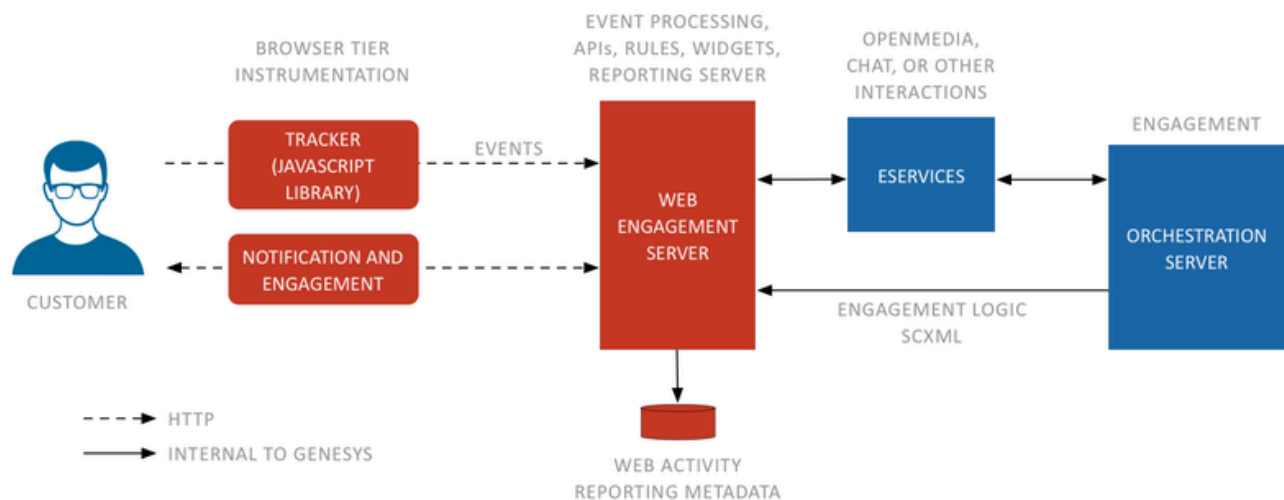 BROWSER TIER
INSTRUMENTATION
EVENT PROCESSING,
APIs, RULES, WIDGETS,
REPORTING SERVER
OPENMEDIA,
CHAT, OR OTHER
INTERACTIONS
ENGAGEMENT
TRACKER
(JAVASCRIPT
LIBRARY)
EVENTS
WEB
ENGAGEMENT
SERVER
ESERVICES
ORCHESTRATION
SERVER
NOTIFICATION AND
ENGAGEMENT
CUSTOMER
ENGAGEMENT LOGIC
SCXML
HTTP
INTERNAL TO GENESYS
WEB ACTIVITY
REPORTING METADATA